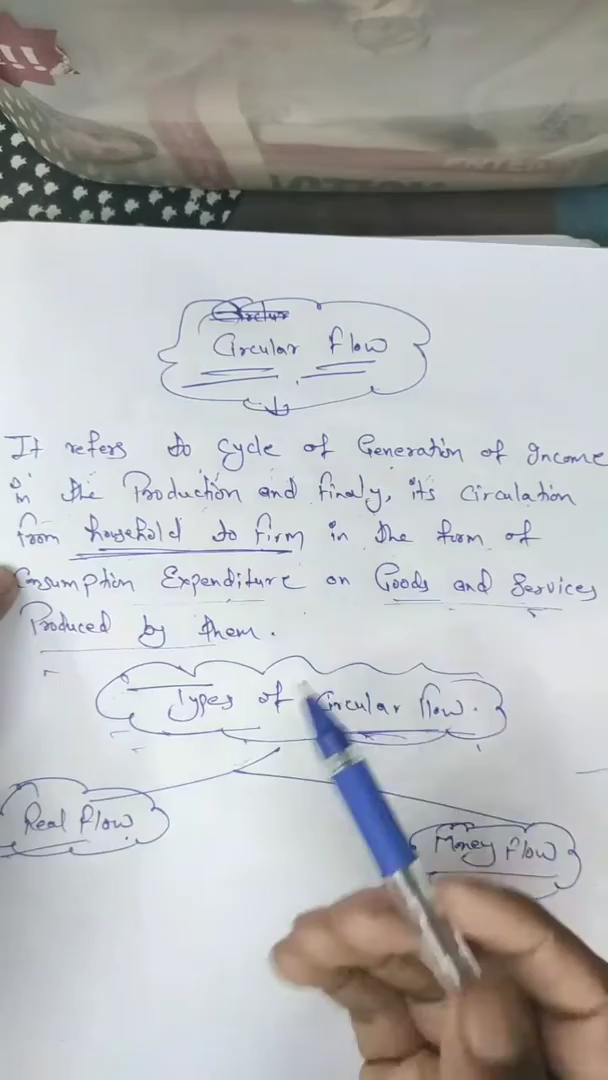 !!
Circular flow
It refers to Cycle of Generation of Income
in the Production and finaly, its Circulation
from household to firm in the form of
Consumption Expenditure on Goods and Services
Produced by them.
Types of Circular flow.
Real flow
Money flow